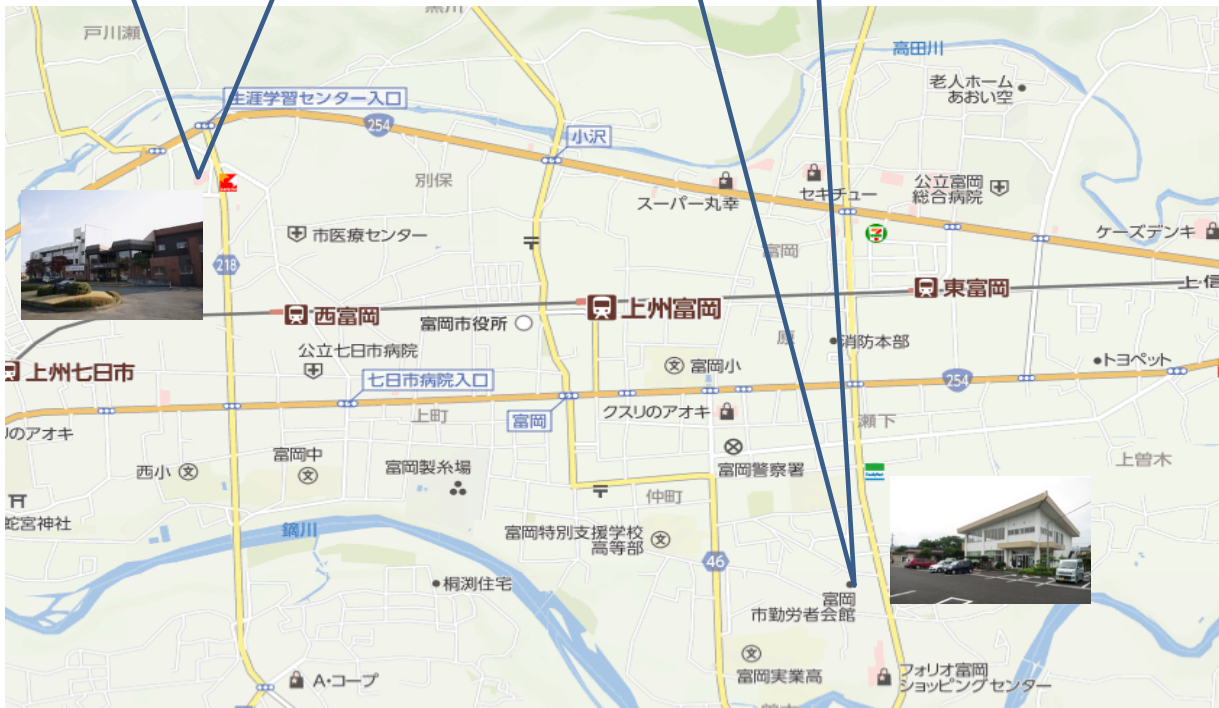 黒川
戸川瀬
高田川
老人ホーム
あおい空
生涯学習センター入口
254
小沢
別保
スーパー丸幸
セキチュー
公立富岡
総合病院
ケーズデンキ
市医療センター
富岡
218
西富岡
富岡市役所
上州富岡
東富岡
上信
原
消防本部
公立七日市病院
上州七日市
七日市病院入口
富岡小
254
トヨペット
上町
富岡
クスリのアオキ
瀬下
りのアオキ
西小
富岡中
富岡製糸場
富岡警察署
FamilyMart
上曽木
仲町
蛇宮神社
鏑川
富岡特別支援学校
高等部
46
桐渕住宅
富岡
市勤労者会館
富岡実業高
フォリオ富岡
ショッピングセンター
A・コープ